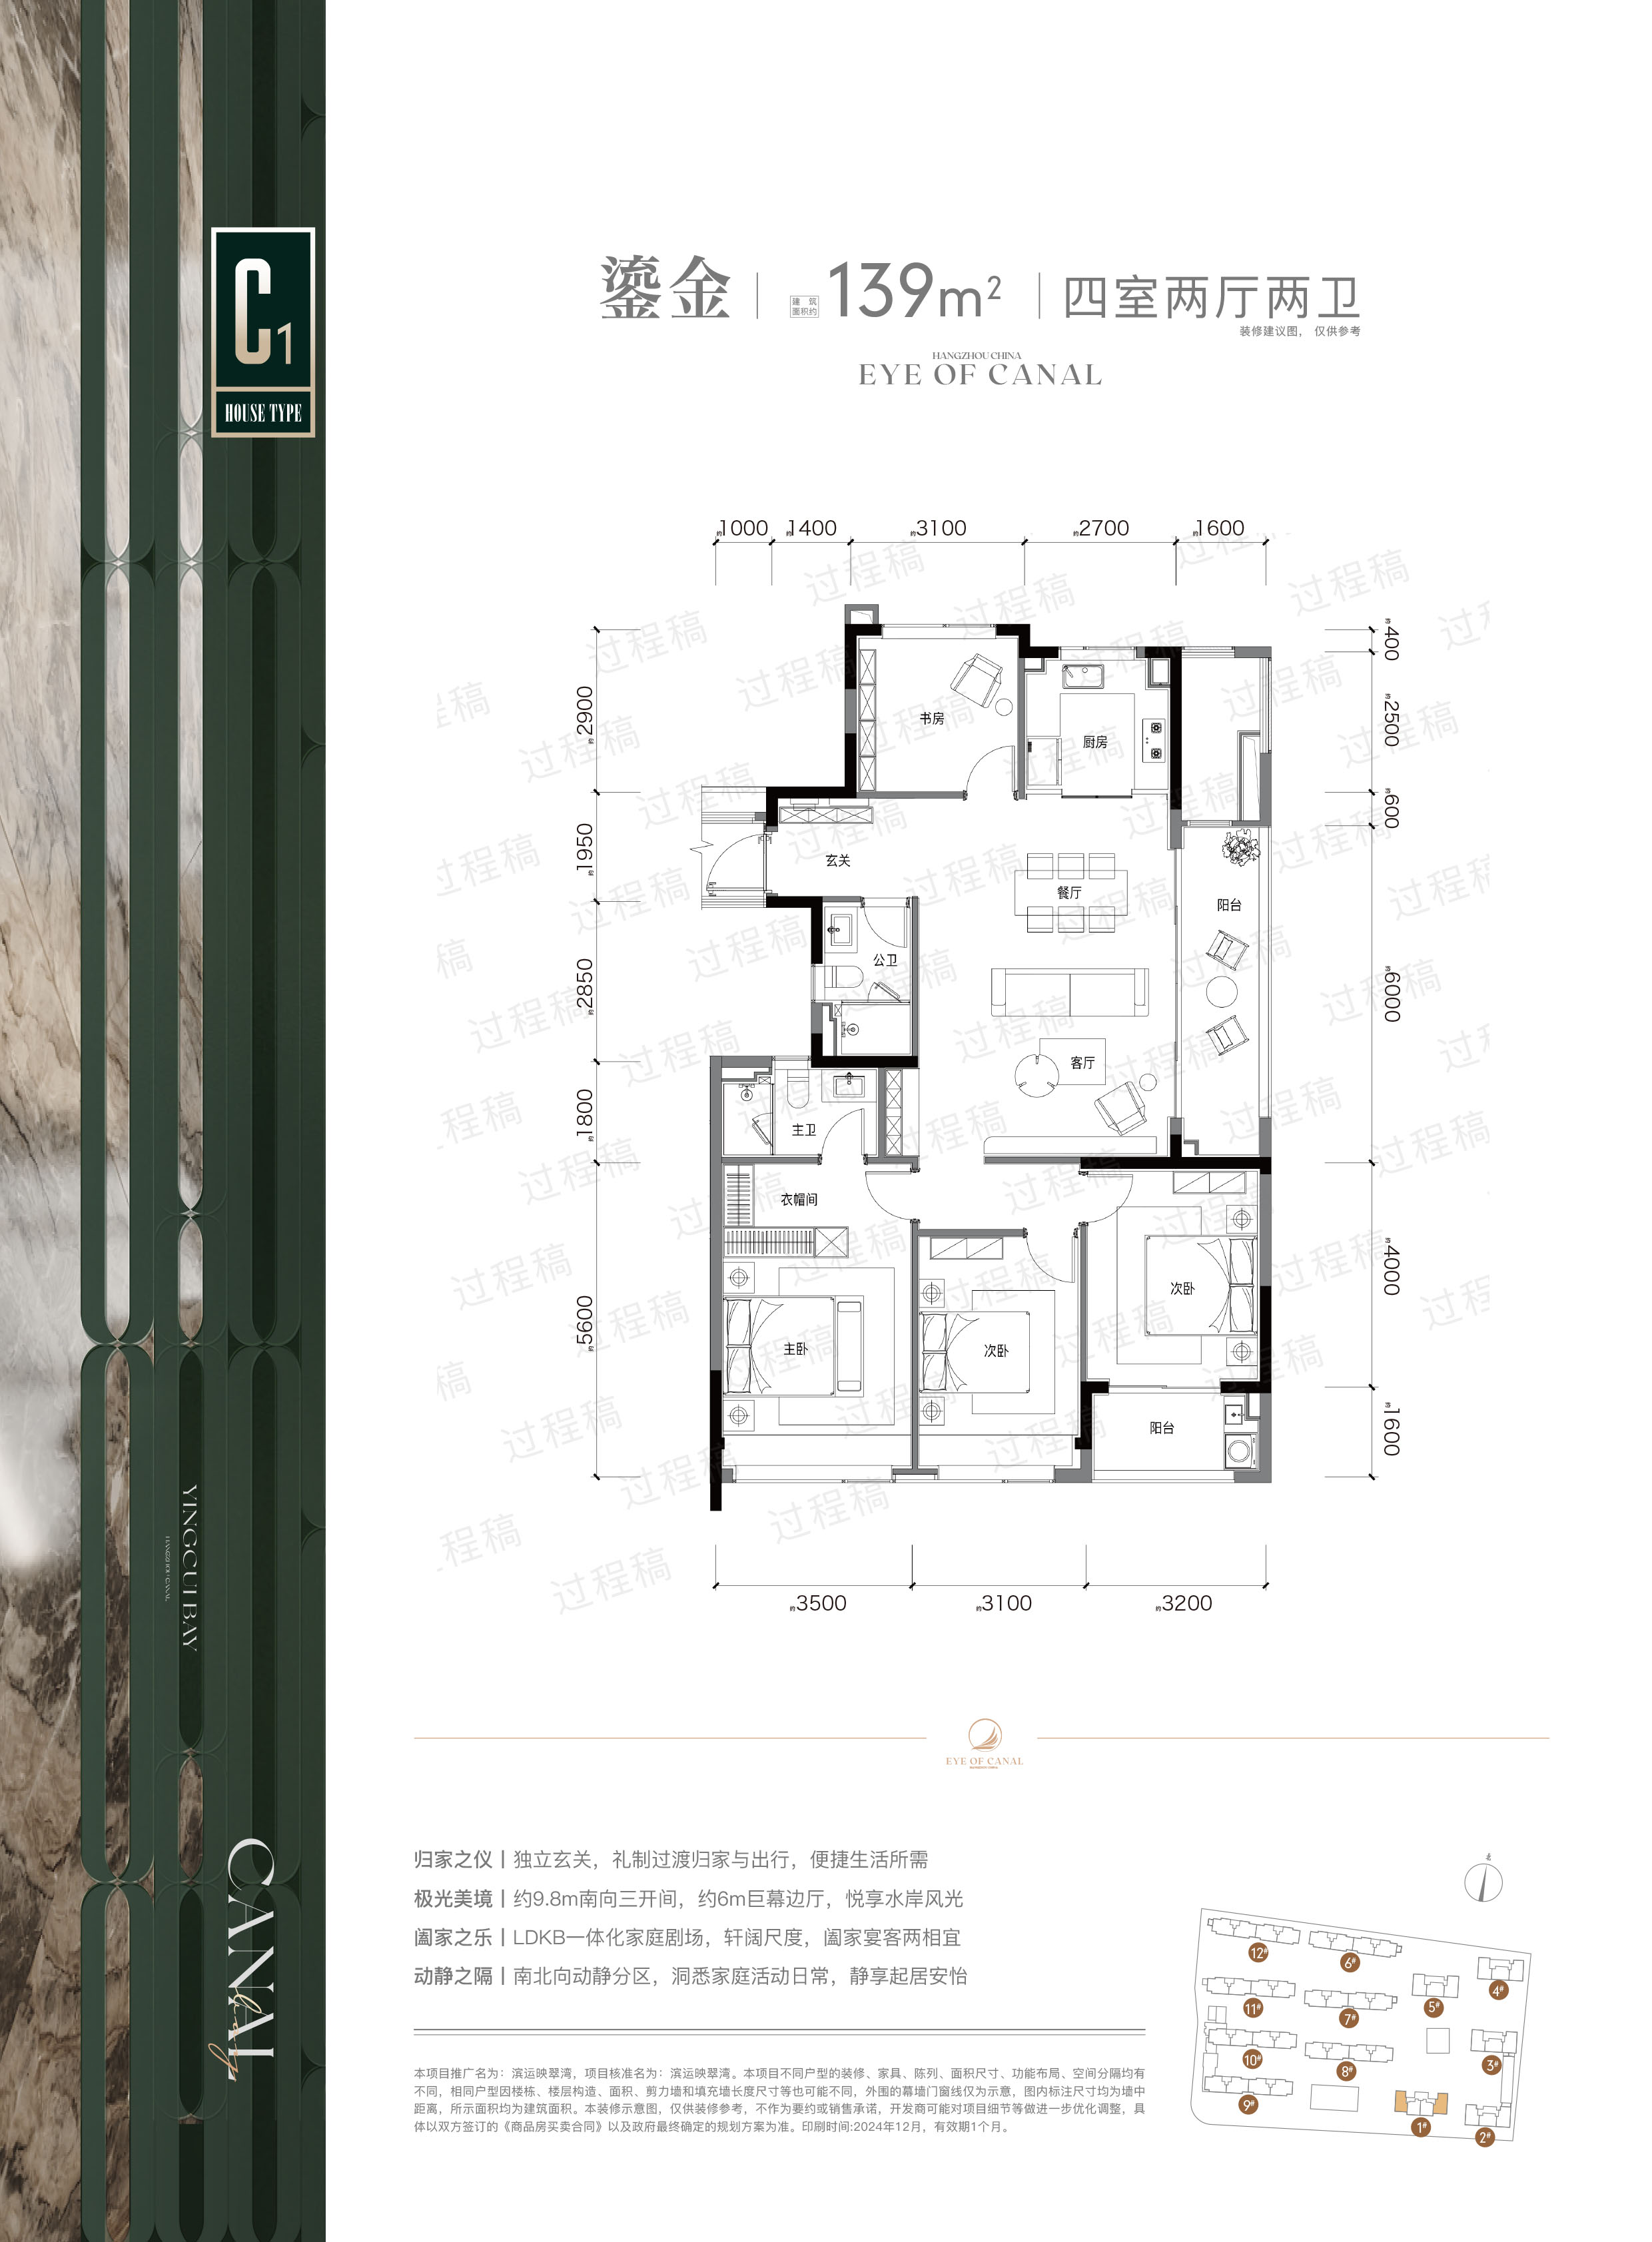 C1
HOUSE TYPE
鎏金
建筑
面积约
139m²
四室两厅两卫
装修建议图， 仅供参考
HANGZHOU CHINA
EYE OF CANAL
约1000 约1400 约3100 约2700 约1600
约2900
约1950
约2850
约1800
约5600
约400
约2500
约600
约6000
约4000
约1600
书房
厨房
玄关
餐厅
阳台
公卫
客厅
主卫
衣帽间
次卧
主卧
次卧
阳台
约3500 约3100 约3200
过程稿
YINGCUI BAY
HANGZHOU CANAL
CANAL
EYE OF CANAL
HANGZHOU CHINA
归家之仪丨独立玄关，礼制过渡归家与出行，便捷生活所需
极光美境丨约9.8m南向三开间，约6m巨幕边厅，悦享水岸风光
阖家之乐丨LDKB一体化家庭剧场，轩阔尺度，阖家宴客两相宜
动静之隔丨南北向动静分区，洞悉家庭活动日常，静享起居安怡
本项目推广名为：滨运映翠湾，项目核准名为：滨运映翠湾。本项目不同户型的装修、家具、陈列、面积尺寸、功能布局、空间分隔均有
不同，相同户型因楼栋、楼层构造、面积、剪力墙和填充墙长度尺寸等也可能不同，外围的幕墙门窗线仅为示意，图内标注尺寸均为墙中
距离，所示面积均为建筑面积。本装修示意图，仅供装修参考，不作为要约或销售承诺，开发商可能对项目细节等做进一步优化调整，具
体以双方签订的《商品房买卖合同》以及政府最终确定的规划方案为准。印刷时间:2024年12月，有效期1个月。
北
12#
6#
4#
11#
7#
5#
10#
8#
3#
9#
1#
2#